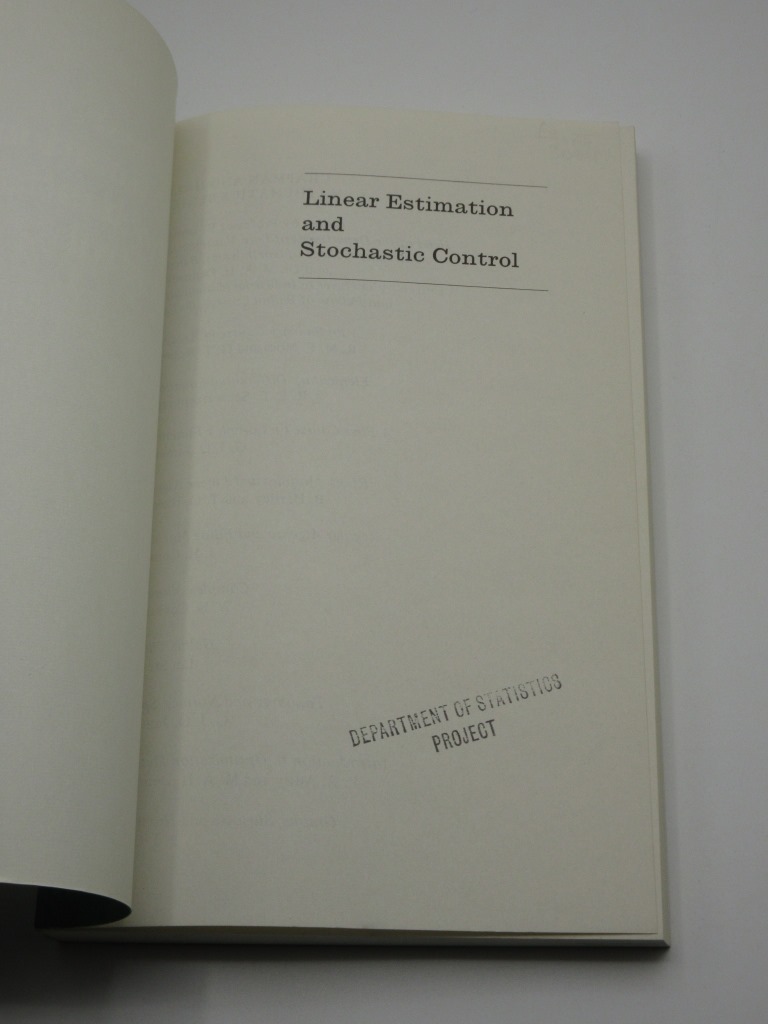 Linear Estimation
and
Stochastic Control
DEPARTMENT OF STATISTICS
PROJECT